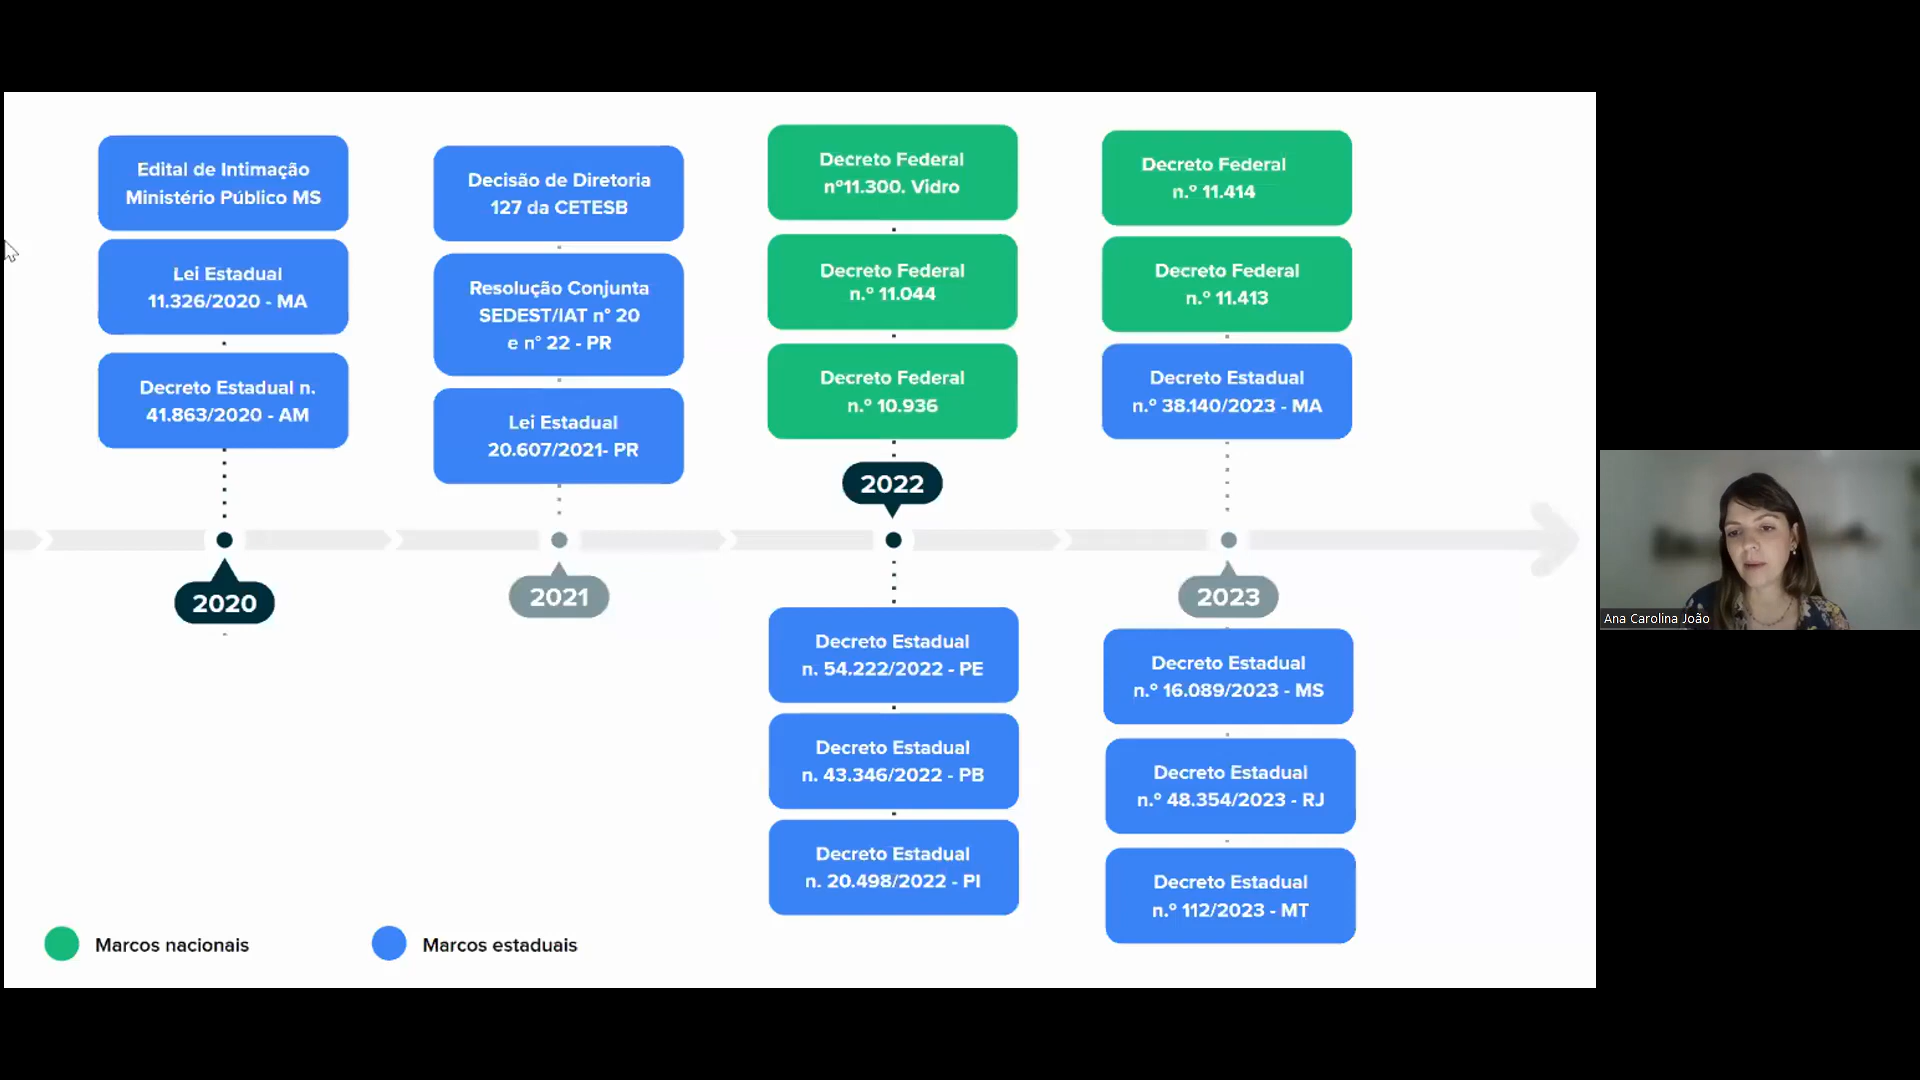 Edital de Intimação
Ministério Público MS
Lei Estadual
11.326/2020 - MA
Decreto Estadual n.
41.863/2020 - AM
2020
Decisão de Diretoria
127 da CETESB
Resolução Conjunta
SEDEST/IAT n° 20
e n° 22 - PR
Lei Estadual
20.607/2021- PR
2021
Decreto Federal
nº11.300. Vidro
Decreto Federal
n.º 11.044
Decreto Federal
n.º 10.936
2022
Decreto Estadual
n. 54.222/2022 - PE
Decreto Estadual
n. 43.346/2022 - PB
Decreto Estadual
n. 20.498/2022 - PI
Decreto Federal
n.º 11.414
Decreto Federal
n.º 11.413
Decreto Estadual
n.º 38.140/2023 - MA
2023
Decreto Estadual
n.º 16.089/2023 - MS
Decreto Estadual
n.º 48.354/2023 - RJ
Decreto Estadual
n.º 112/2023 - MT
Marcos nacionais
Marcos estaduais
Ana Carolina João